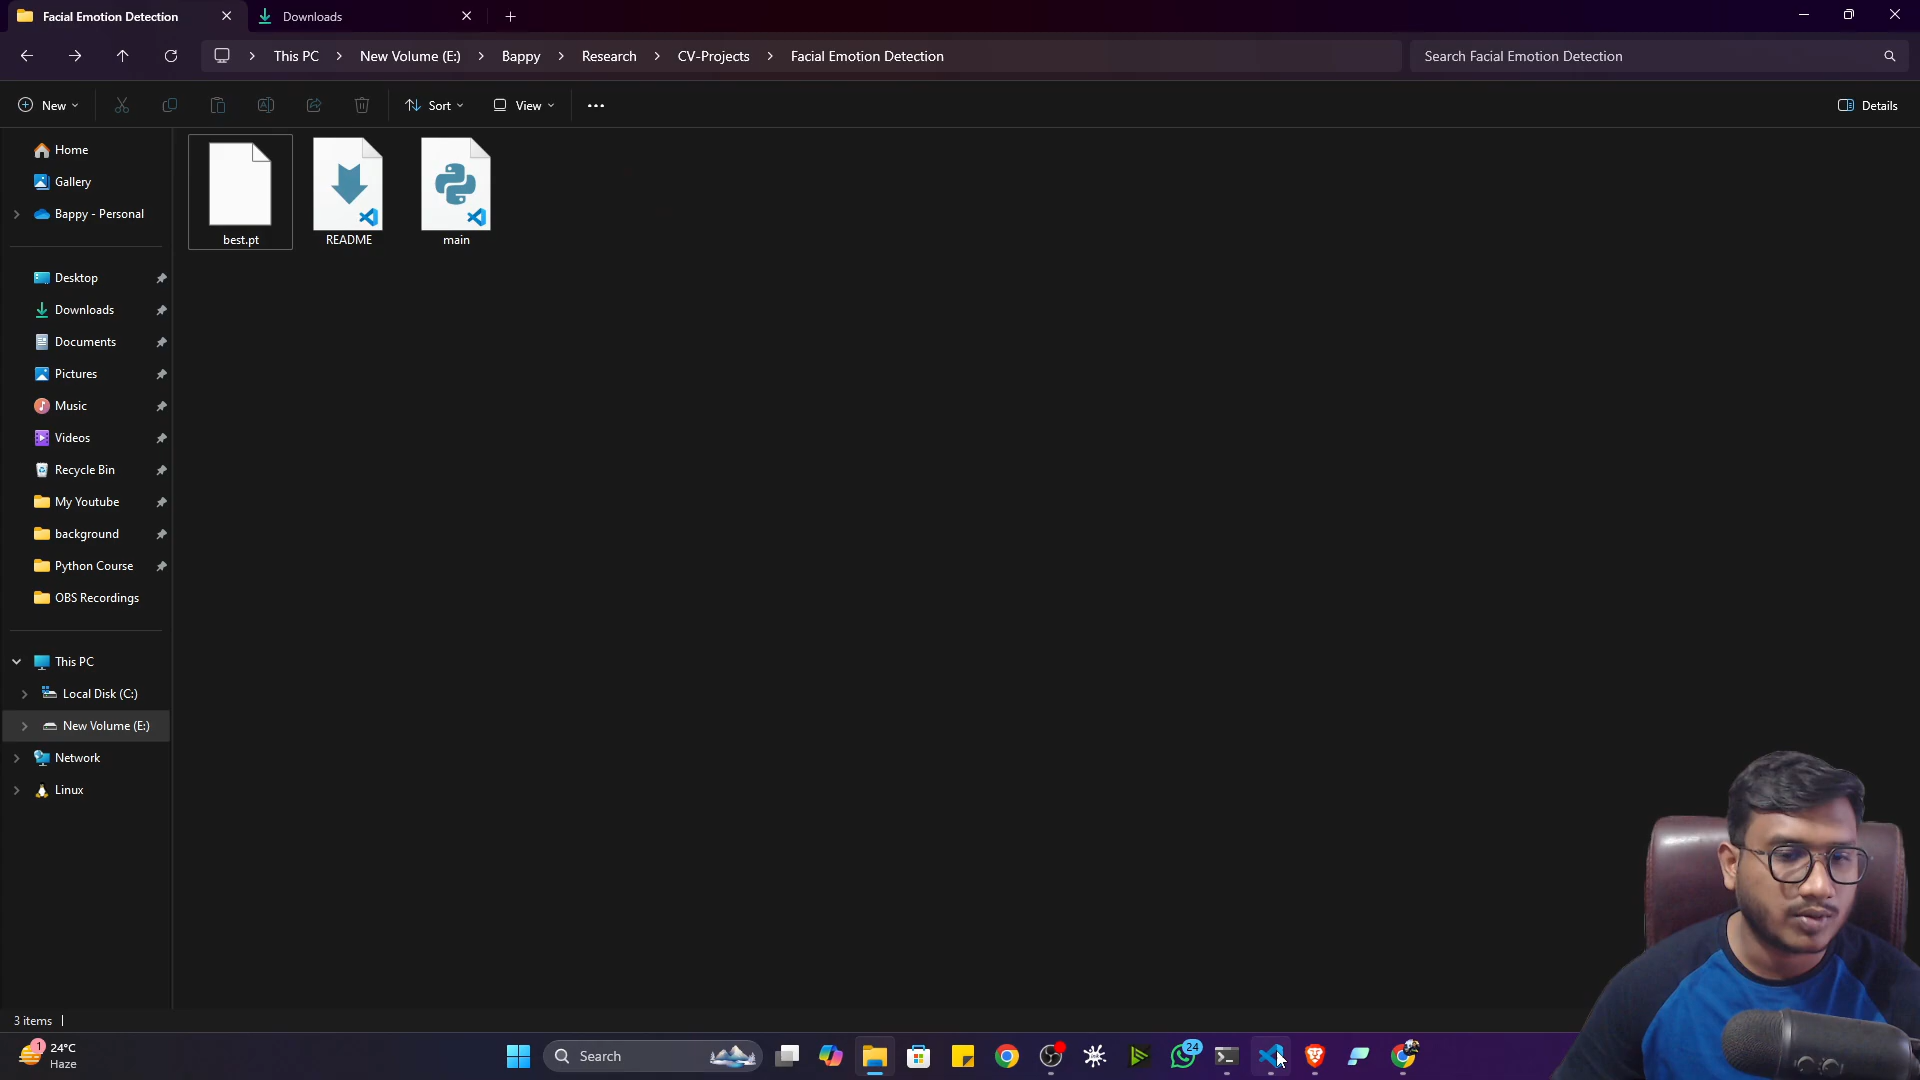 Facial Emotion Detection
Downloads
This PC > New Volume (E:) > Bappy > Research > CV-Projects > Facial Emotion Detection
Search Facial Emotion Detection
New
Sort
View
Details
Home
Gallery
Bappy - Personal
Desktop
Downloads
Documents
Pictures
Music
Videos
Recycle Bin
My Youtube
background
Python Course
OBS Recordings
This PC
Local Disk (C:)
New Volume (E:)
Network
Linux
best.pt
README
main
3 items
1
24°C
Haze
Search
24